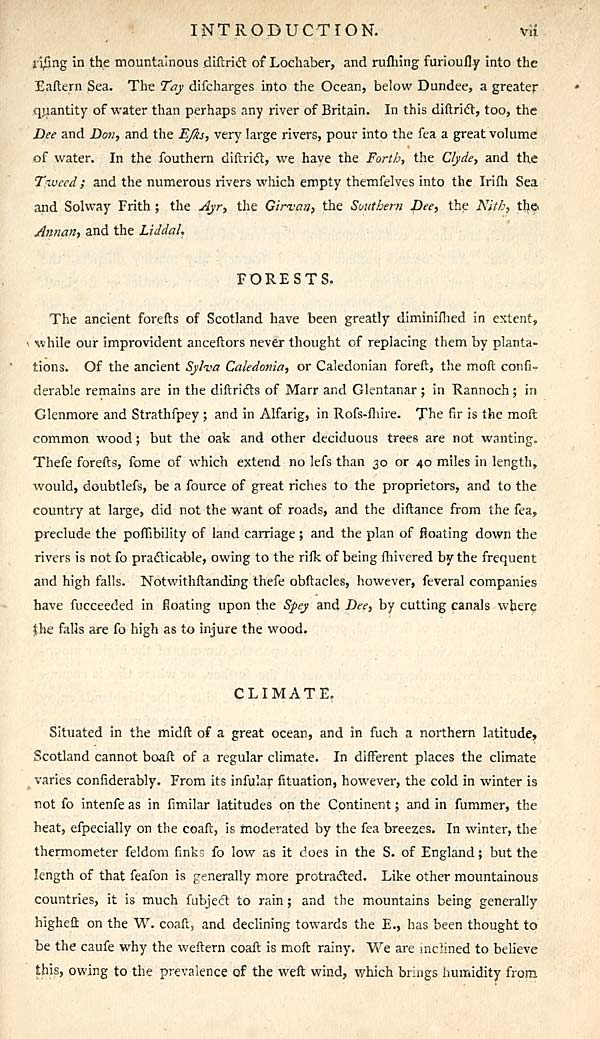 INTRODUCTION. vii
riſing in the mountainous diſtrict of Lochaber, and ruſhing furiouſly into the
Eaſtern Sea. The Tay diſcharges into the Ocean, below Dundee, a greater
quantity of water than perhaps any river of Britain. In this diſtrict, too, the
Dee and Don, and the Eſks, very large rivers, pour into the ſea a great volume
of water. In the ſouthern diſtrict, we have the Forth, the Clyde, and the
Tweed; and the numerous rivers which empty themſelves into the Iriſh Sea
and Solway Frith; the Ayr, the Girvan, the Southern Dee, the Nith, the
Annan, and the Liddal.
FORESTS.
The ancient foreſts of Scotland have been greatly diminiſhed in extent,
while our improvident anceſtors never thought of replacing them by planta-
tions. Of the ancient Sylva Caledonia, or Caledonian foreſt, the moſt conſi-
derable remains are in the diſtricts of Marr and Glentanar; in Rannoch; in
Glenmore and Strathſpey; and in Alfarig, in Roſs-ſhire. The fir is the moſt
common wood; but the oak and other deciduous trees are not wanting.
Theſe foreſts, ſome of which extend no leſs than 30 or 40 miles in length,
would, doubtleſs, be a ſource of great riches to the proprietors, and to the
country at large, did not the want of roads, and the diſtance from the ſea,
preclude the poſſibility of land carriage; and the plan of floating down the
rivers is not ſo practicable, owing to the riſk of being ſhivered by the frequent
and high falls. Notwithſtanding theſe obſtacles, however, ſeveral companies
have ſucceeded in floating upon the Spey and Dee, by cutting canals where
the falls are ſo high as to injure the wood.
CLIMATE.
Situated in the midſt of a great ocean, and in ſuch a northern latitude,
Scotland cannot boaſt of a regular climate. In different places the climate
varies conſiderably. From its inſular ſituation, however, the cold in winter is
not ſo intenſe as in ſimilar latitudes on the Continent; and in ſummer, the
heat, eſpecially on the coaſt, is moderated by the ſea breezes. In winter, the
thermometer ſeldom ſinks ſo low as it does in the S. of England; but the
length of that ſeaſon is generally more protracted. Like other mountainous
countries, it is much ſubject to rain; and the mountains being generally
higheſt on the W. coaſt, and declining towards the E., has been thought to
be the cauſe why the weſtern coaſt is moſt rainy. We are inclined to believe
this, owing to the prevalence of the weſt wind, which brings humidity from